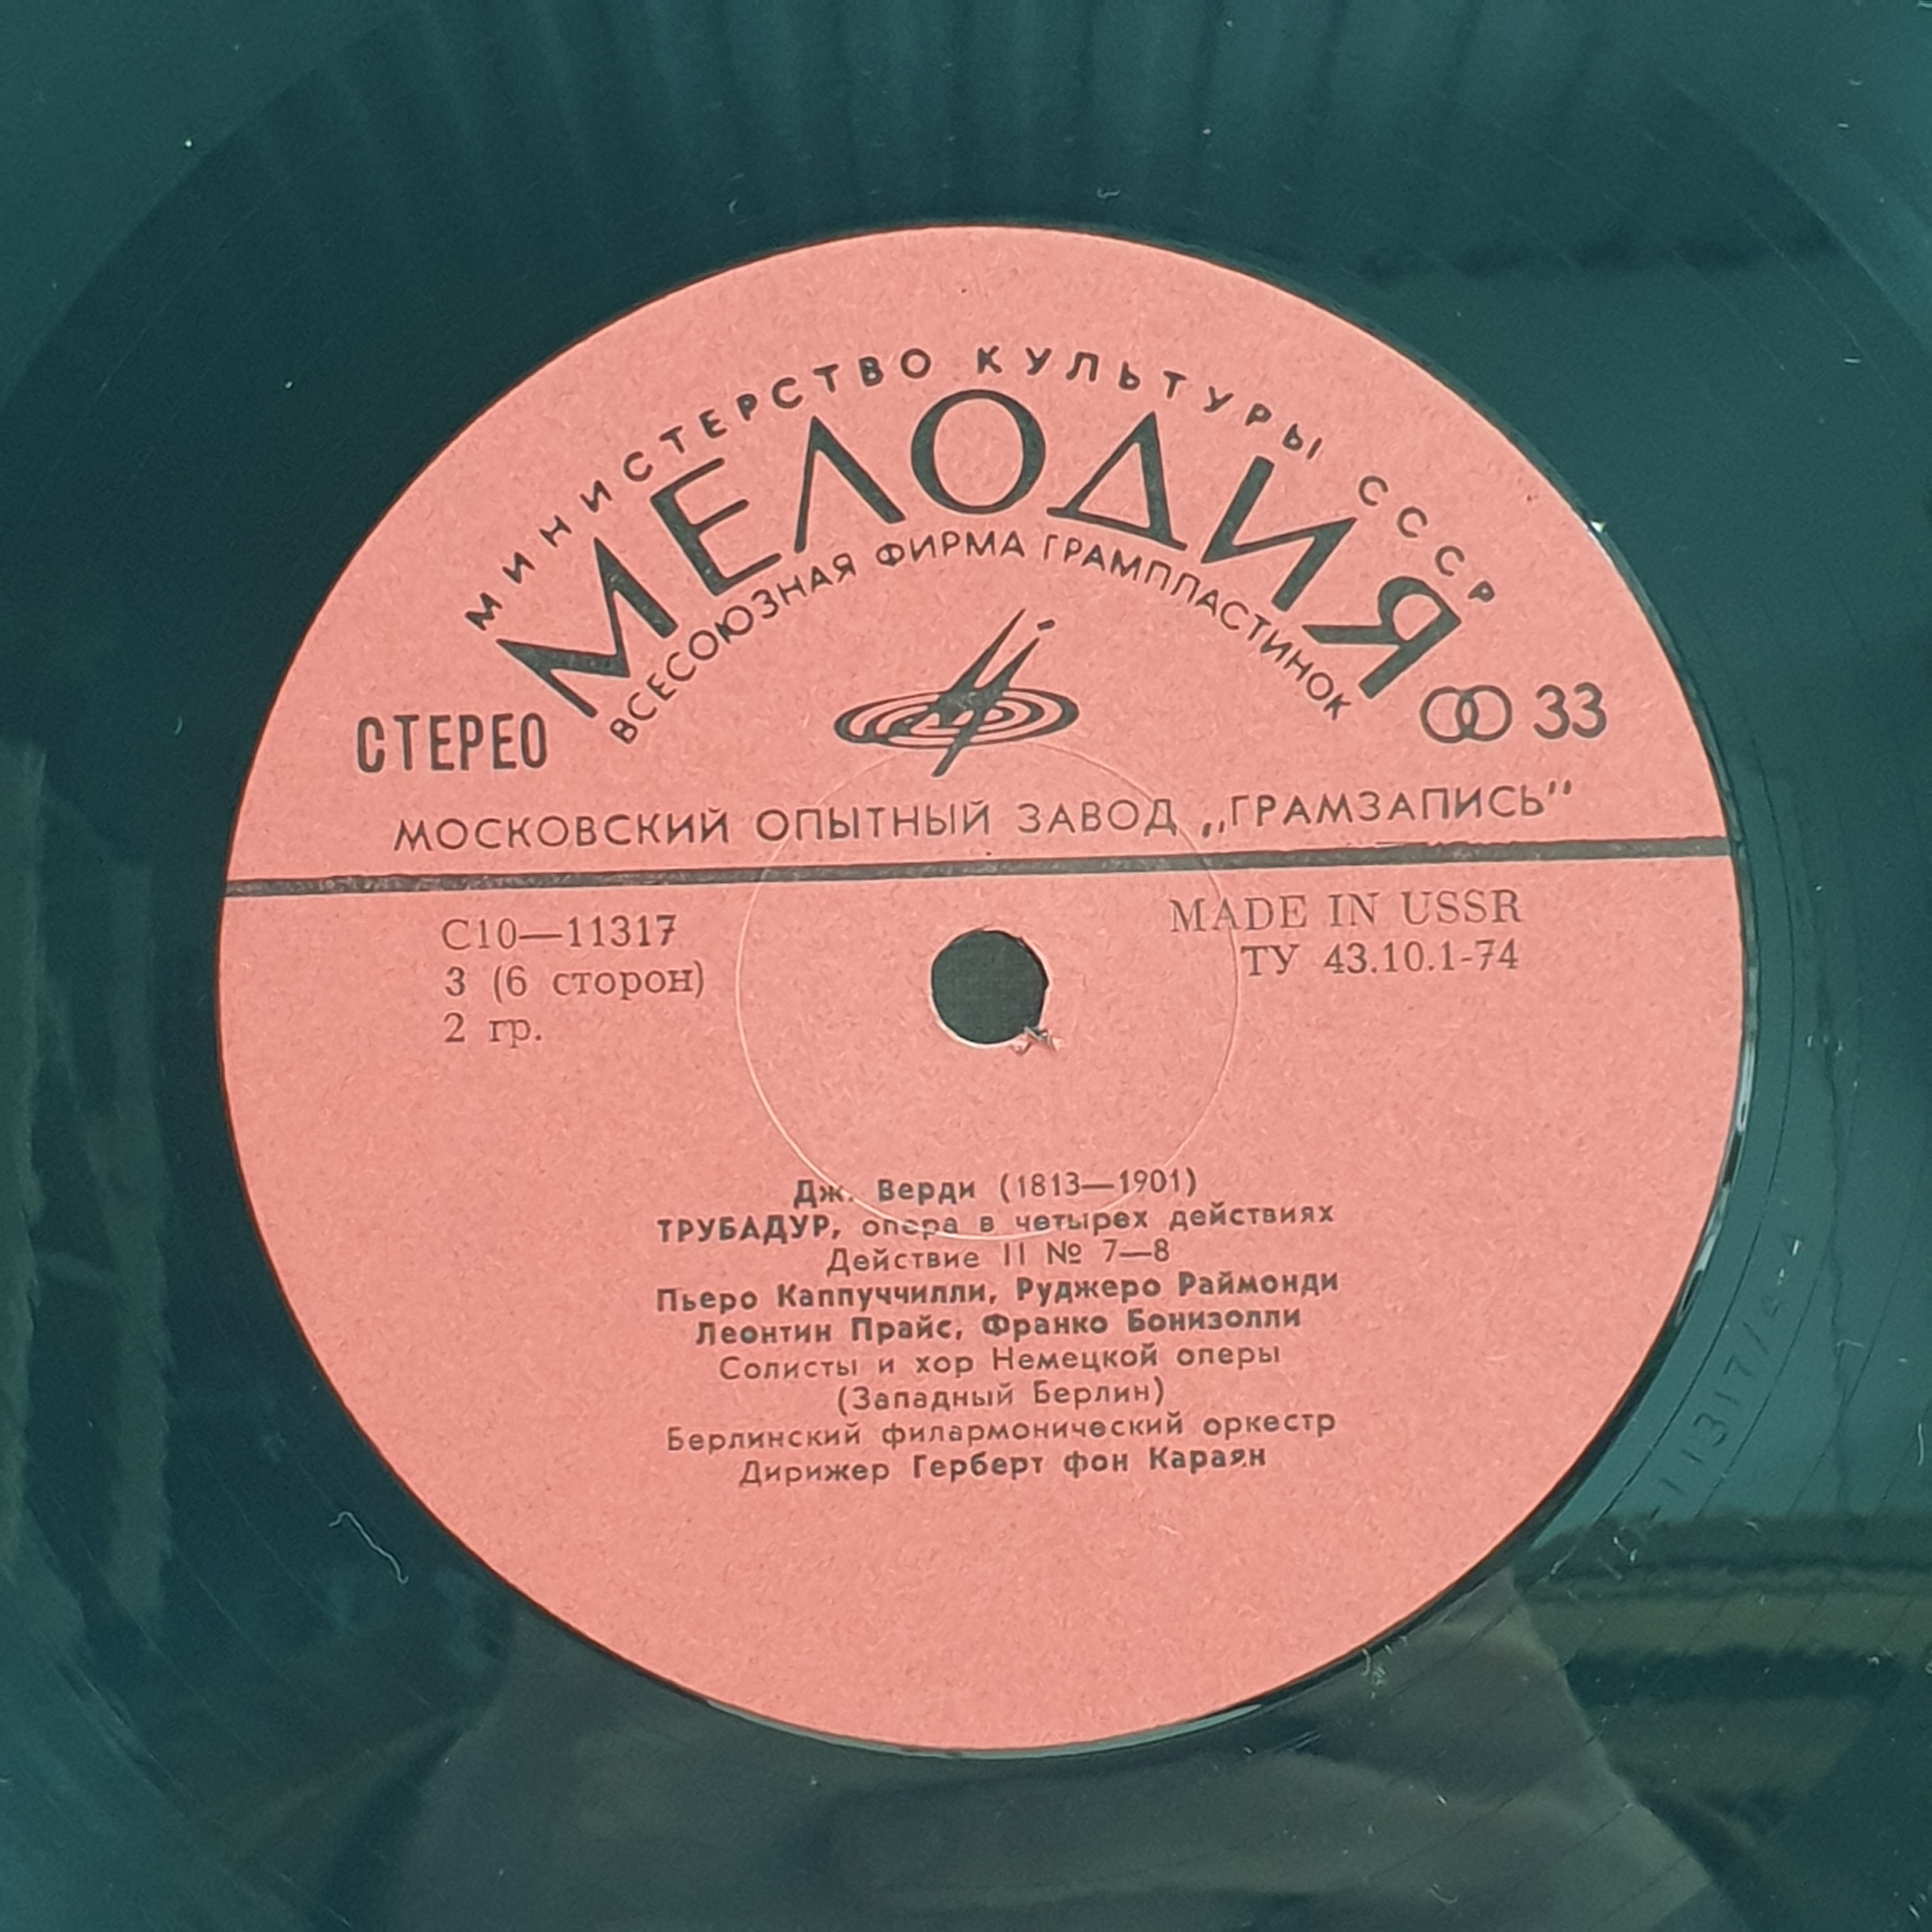 МИНИСТЕРСТВО КУЛЬТУРЫ СССР
МЕЛОДИЯ
ВСЕСОЮЗНАЯ ФИРМА ГРАМПЛАСТИНОК
СТЕРЕО
33
МОСКОВСКИЙ ОПЫТНЫЙ ЗАВОД „ГРАМЗАПИСЬ"
С10—11317
3 (6 сторон)
2 гр.
MADE IN USSR
ТУ 43.10.1-74
Дж. Верди (1813—1901)
ТРУБАДУР, опера в четырех действиях
Действие II № 7—8
Пьеро Каппуччилли, Руджеро Раймонди
Леонтин Прайс, Франко Бонизолли
Солисты и хор Немецкой оперы
(Западный Берлин)
Берлинский филармонический оркестр
Дирижер Герберт фон Караян